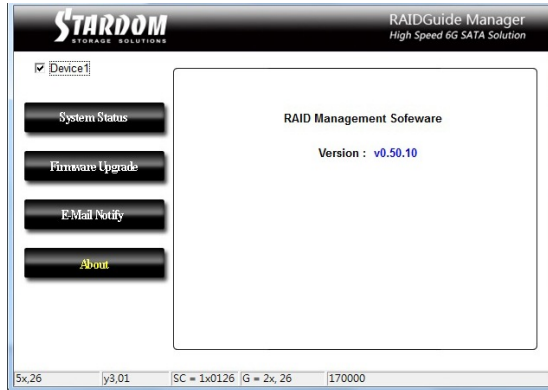 STARDOM
STORAGE SOLUTIONS
RAIDGuide Manager
High Speed 6G SATA Solution
Device1
System Status
Firmware Upgrade
E-Mail Notify
About
RAID Management Sofeware
Version : v0.50.10
5x,26 y3,01 SC = 1x0126 G = 2x, 26 170000